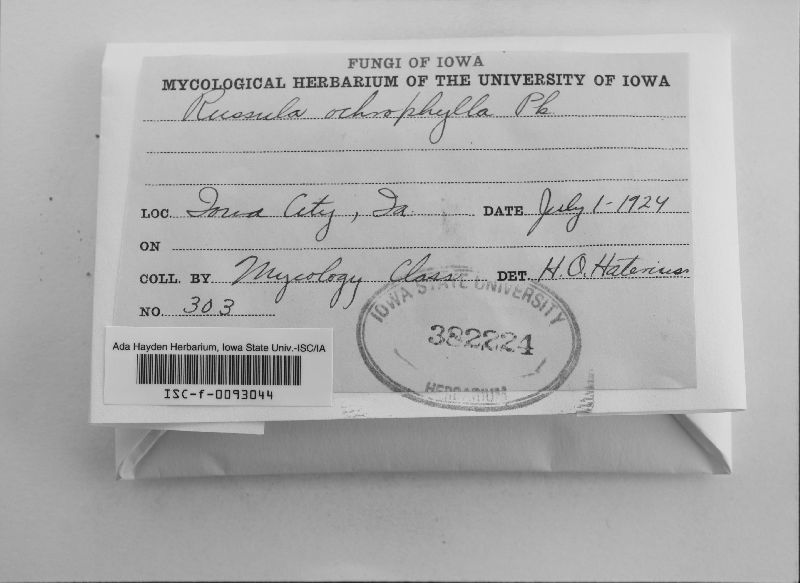 FUNGI OF IOWA
MYCOLOGICAL HERBARIUM OF THE UNIVERSITY OF IOWA
Russula ochrophylla Pk
LOC. Iowa City, Ia. DATE July 1-1924
ON
COLL. BY Mycology Class DET. H.O. Haterius
NO. 303
IOWA STATE UNIVERSITY
382224
HERBARIUM
Ada Hayden Herbarium, Iowa State Univ.-ISC/IA
ISC-f-0093044